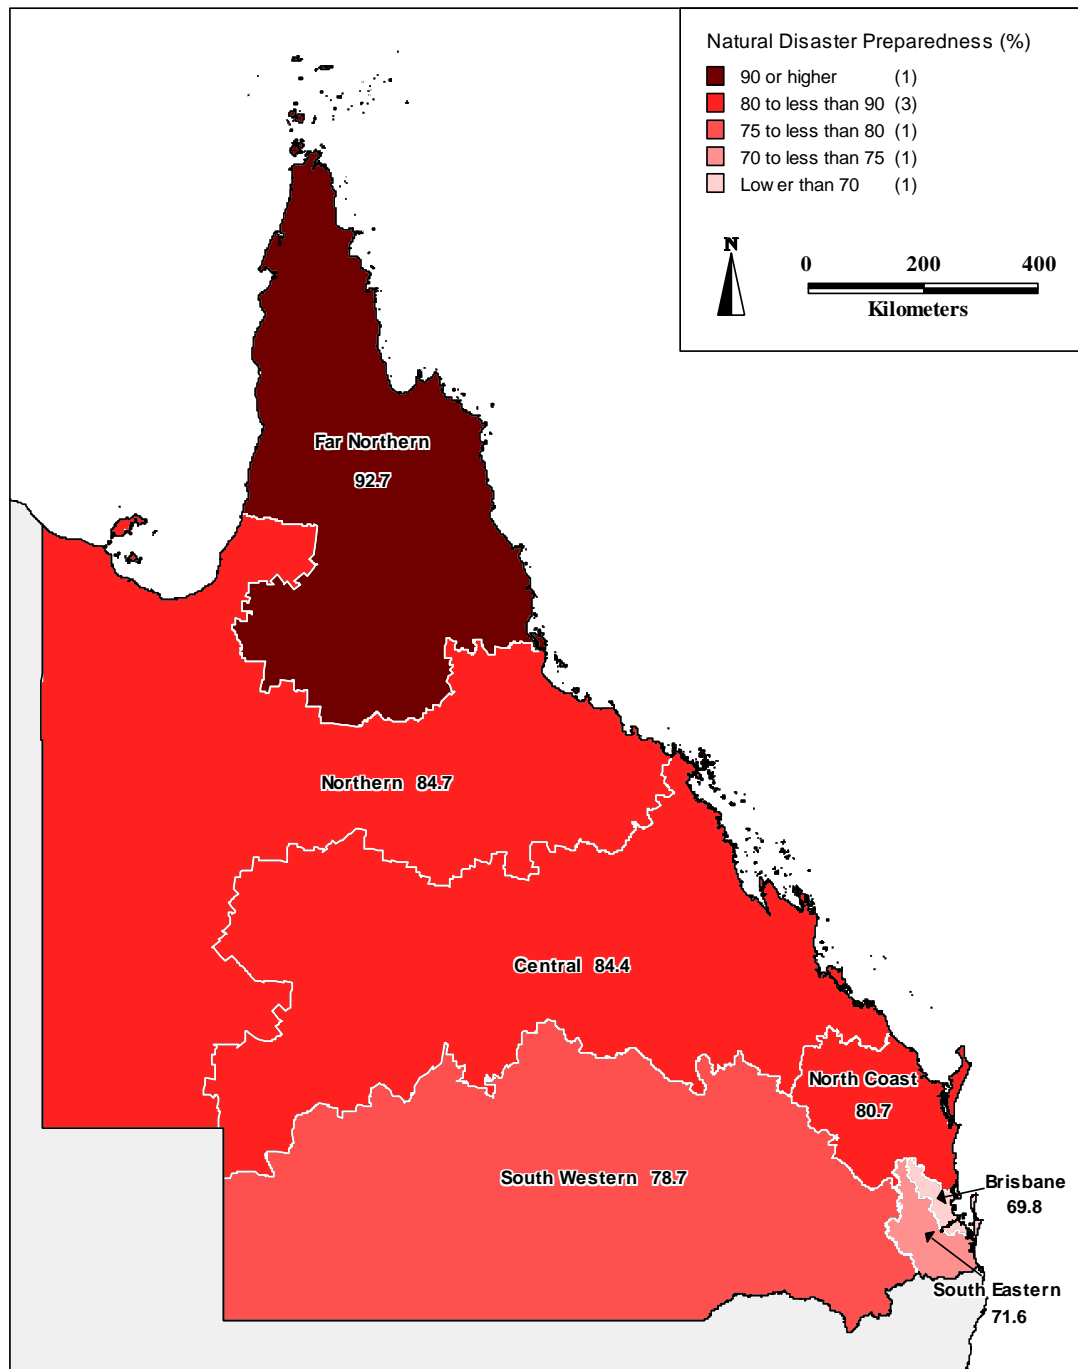 Natural Disaster Preparedness (%)
90 or higher (1)
80 to less than 90 (3)
75 to less than 80 (1)
70 to less than 75 (1)
Lower than 70 (1)
N
0 200 400
Kilometers
Far Northern
92.7
Northern 84.7
Central 84.4
North Coast
80.7
South Western 78.7
Brisbane
69.8
South Eastern
71.6